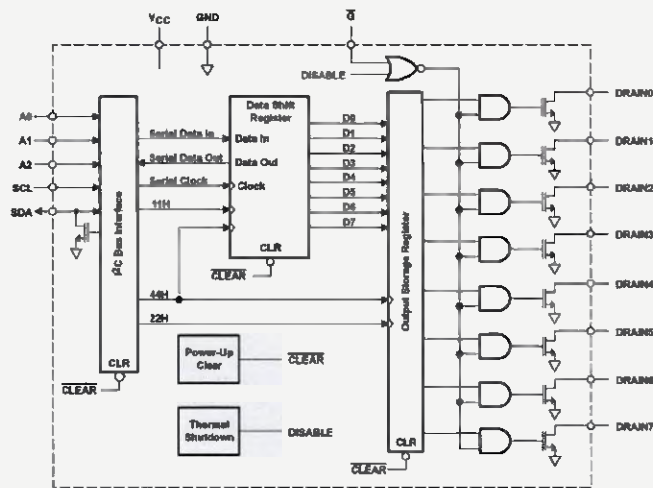 VCC
GND
G
DISABLE
A0
A1
A2
SCL
SDA
I2C Bus Interface
CLR
CLEAR
Serial Data In
Serial Data Out
Serial Clock
11H
44H
22H
Data Shift
Register
Data In
Data Out
Clock
CLR
CLEAR
D0
D1
D2
D3
D4
D5
D6
D7
Power-Up
Clear
CLEAR
Thermal
Shutdown
DISABLE
Output Storage Register
CLR
CLEAR
DRAIN0
DRAIN1
DRAIN2
DRAIN3
DRAIN4
DRAIN5
DRAIN6
DRAIN7